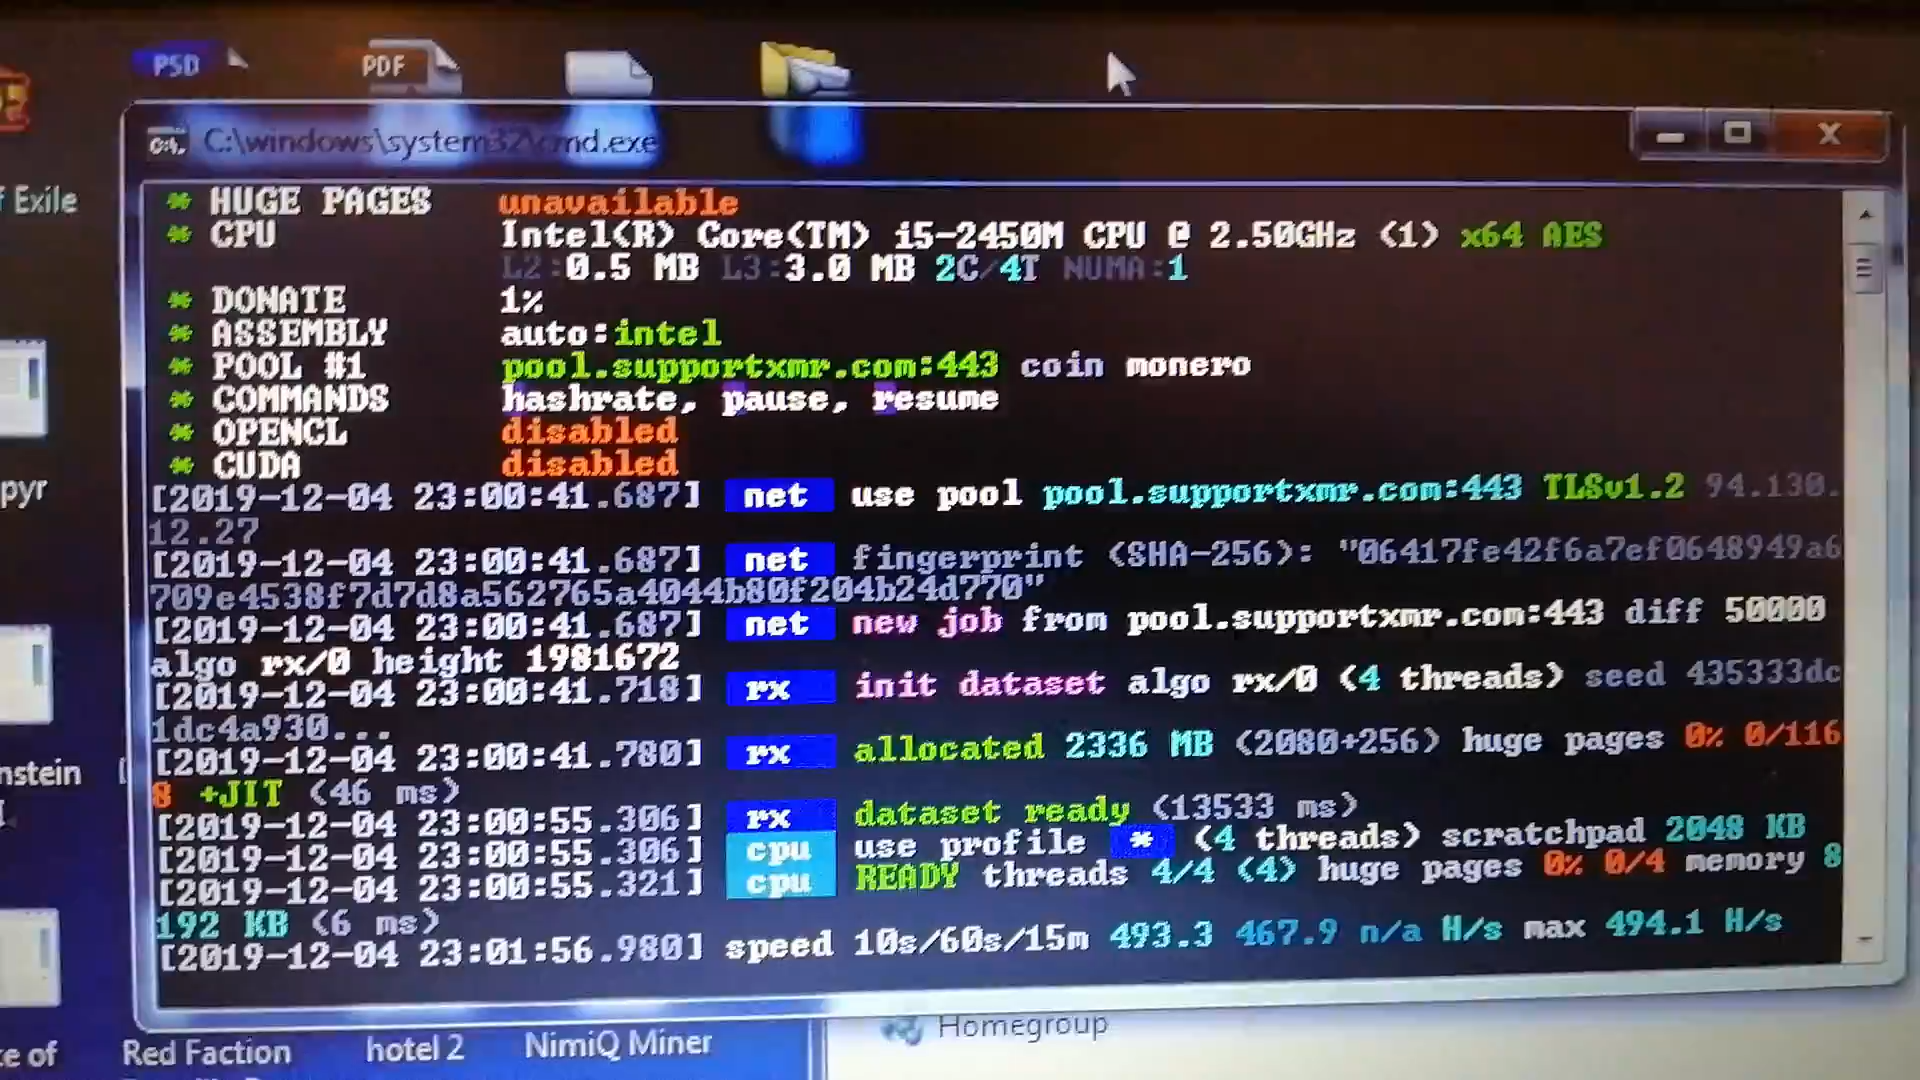 PSD
PDF
C:\windows\system32\cmd.exe
f Exile
* HUGE PAGES unavailable
* CPU Intel(R) Core(TM) i5-2450M CPU @ 2.50GHz (1) x64 AES
L2:0.5 MB L3:3.0 MB 2C/4T NUMA:1
* DONATE 1%
* ASSEMBLY auto:intel
* POOL #1 pool.supportxmr.com:443 coin monero
* COMMANDS hashrate, pause, resume
* OPENCL disabled
* CUDA disabled
pyr
[2019-12-04 23:00:41.687] net use pool pool.supportxmr.com:443 TLSv1.2 94.130.
12.27
[2019-12-04 23:00:41.687] net fingerprint (SHA-256): "06417fe42f6a7ef0648949a6
709e4538f7d7d8a562765a4044b80f204b24d770"
[2019-12-04 23:00:41.687] net new job from pool.supportxmr.com:443 diff 50000
algo rx/0 height 1981672
[2019-12-04 23:00:41.718] rx init dataset algo rx/0 (4 threads) seed 435333dc
1dc4a930...
[2019-12-04 23:00:41.780] rx allocated 2336 MB (2080+256) huge pages 0% 0/116
8 +JIT (46 ms)
nstein
[2019-12-04 23:00:55.306] rx dataset ready (13533 ms)
[2019-12-04 23:00:55.306] cpu use profile * (4 threads) scratchpad 2048 KB
[2019-12-04 23:00:55.321] cpu READY threads 4/4 (4) huge pages 0% 0/4 memory 8
192 KB (6 ms)
[2019-12-04 23:01:56.980] speed 10s/60s/15m 493.3 467.9 n/a H/s max 494.1 H/s
Homegroup
ce of
Red Faction
hotel 2
NimiQ Miner